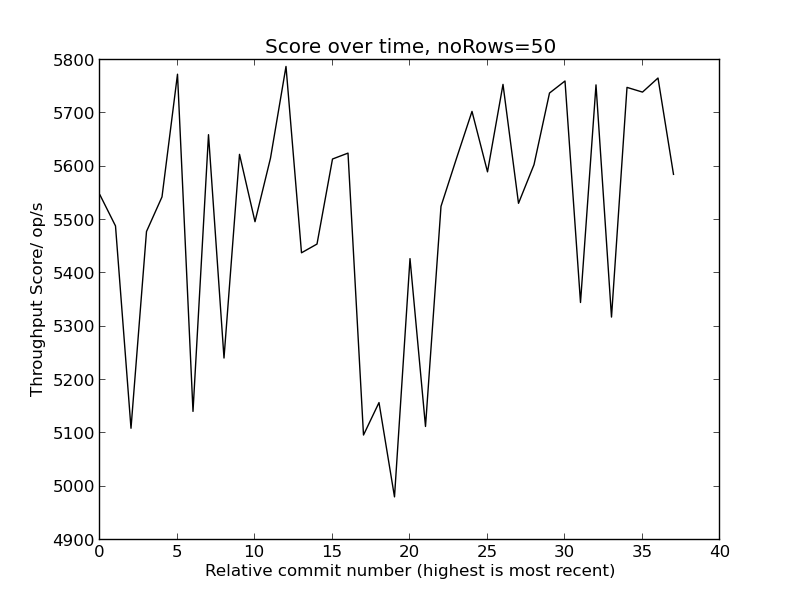 Score over time, noRows=50
Throughput Score/ op/s
5800
5700
5600
5500
5400
5300
5200
5100
5000
4900
0 5 10 15 20 25 30 35 40
Relative commit number (highest is most recent)